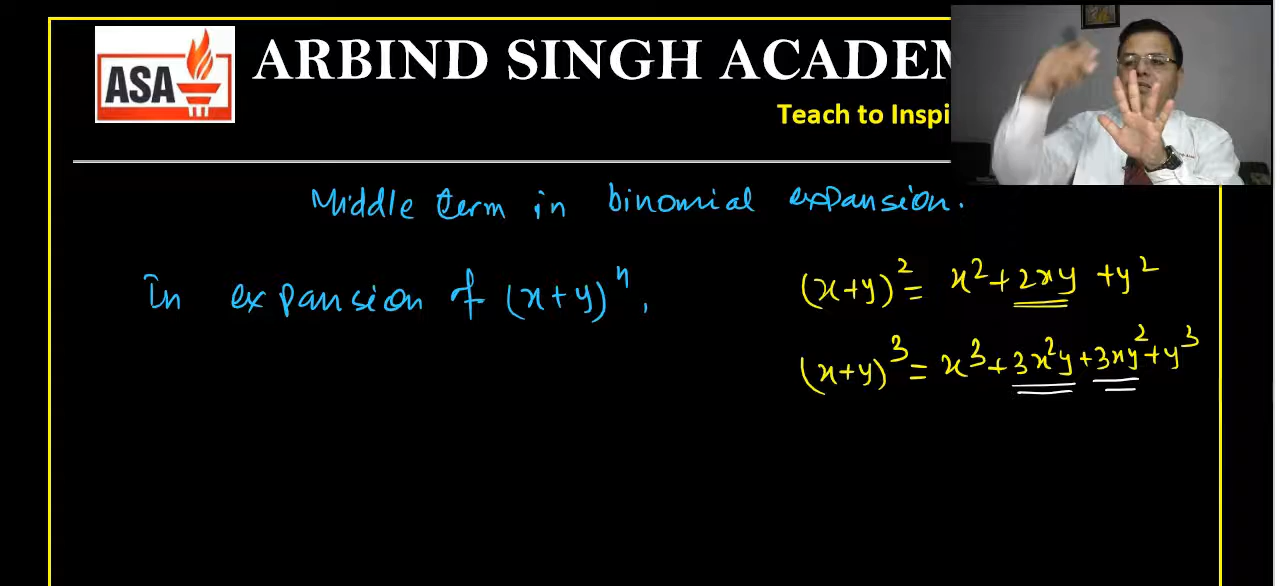 ASA
ARBIND SINGH ACADEM
Teach to Inspi
Middle term in binomial expansion.
In expansion of (x+y)ⁿ,
(x+y)² = x² + 2xy + y²
(x+y)³ = x³ + 3x²y + 3xy² + y³